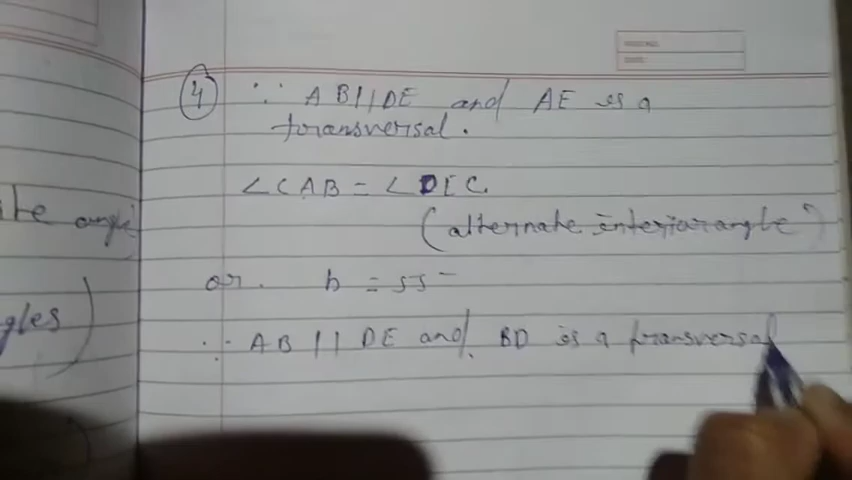 ④ ∵ AB||DE and AE is a
transversal.
∠CAB = ∠DEC.
(alternate interior angle)
or. b = 55°
∵ AB || DE and BD is a transversal
angle
gles)